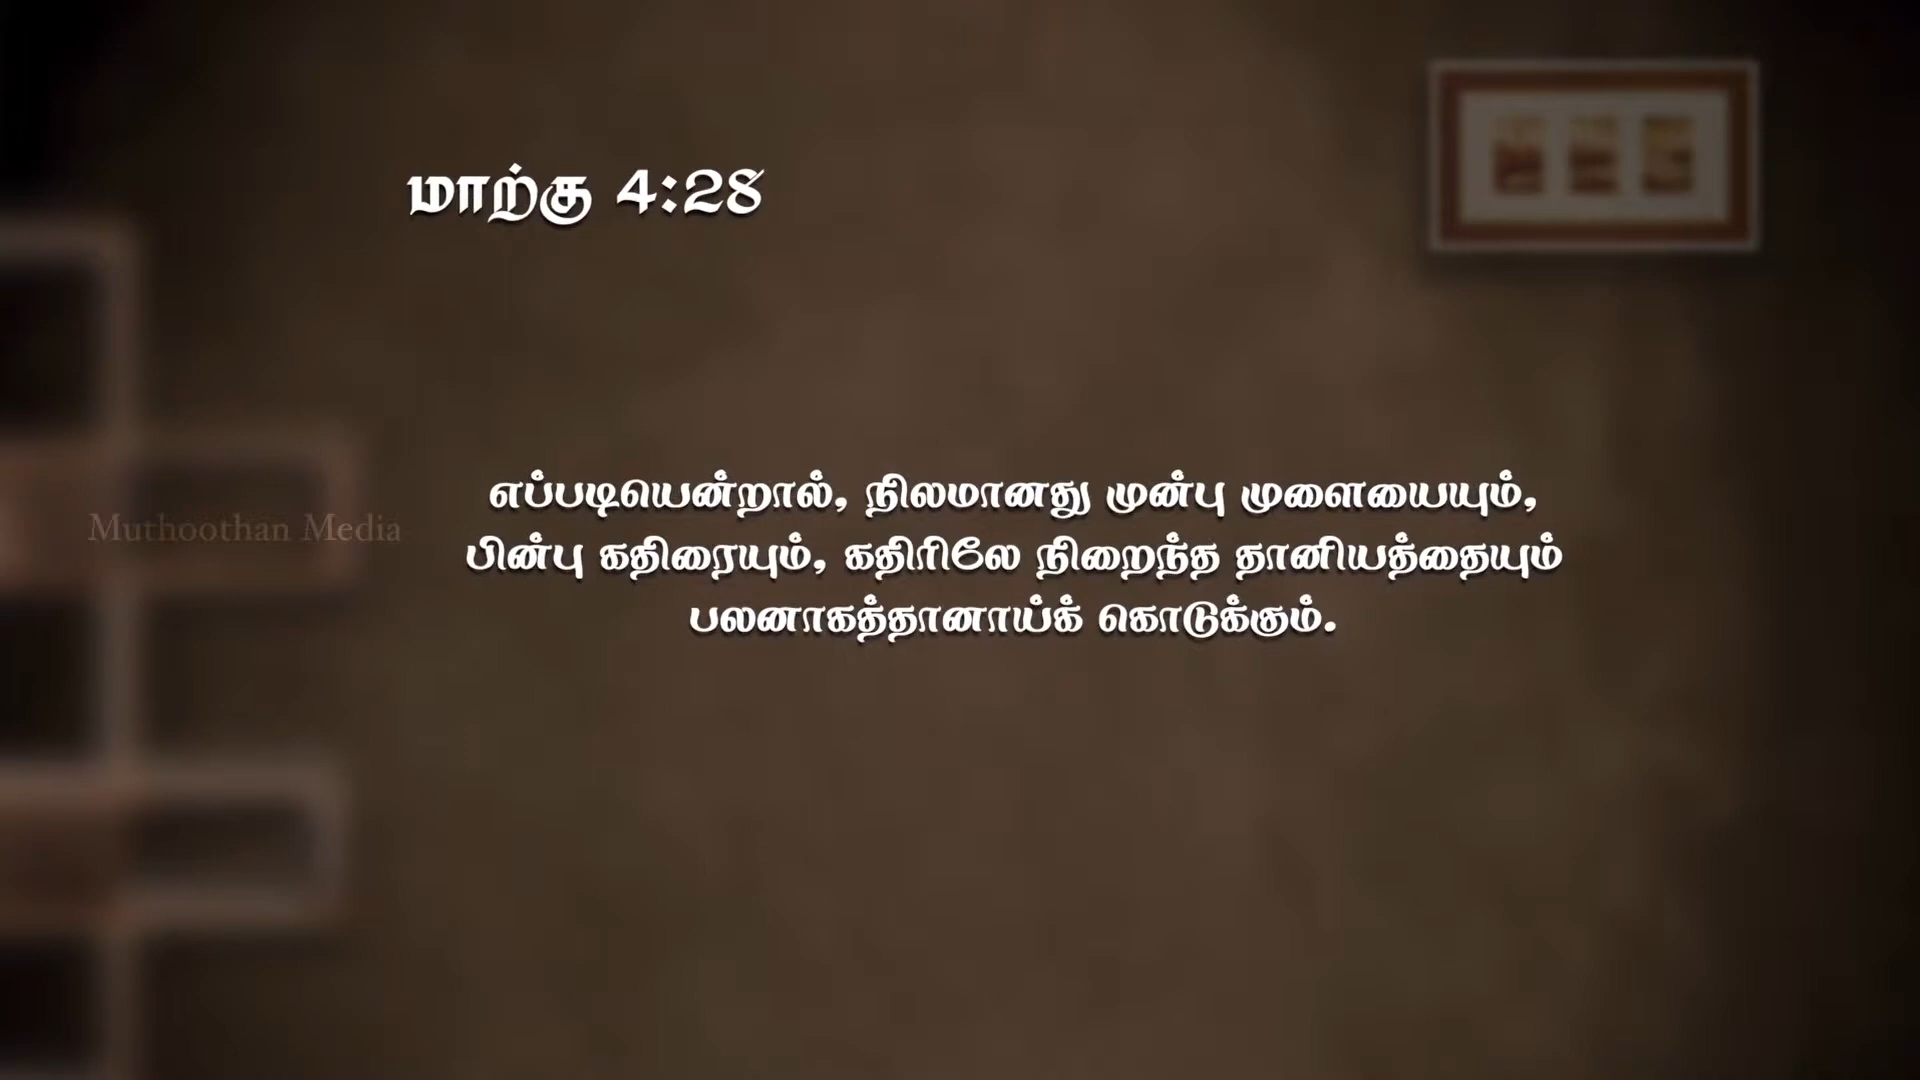 மாற்கு 4:28
எப்படியென்றால், நிலமானது முன்பு முளையையும்,
Muthoothan Media
பின்பு கதிரையும், கதிரிலே நிறைந்த தானியத்தையும்
பலனாகத்தானாய்க் கொடுக்கும்.